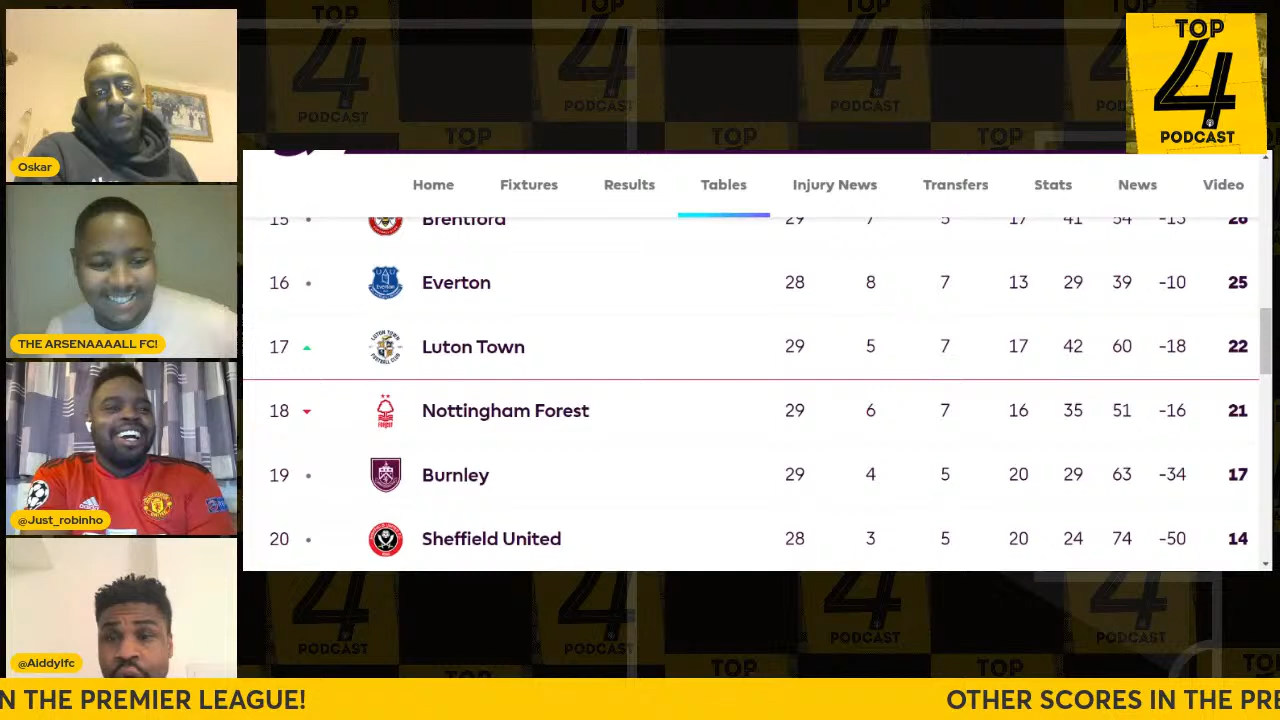 Oskar
THE ARSENAAAALL FC!
@Just_robinho
@Aiddylfc
TOP
4
PODCAST
Home Fixtures Results Tables Injury News Transfers Stats News Video
15 Brentford 29 7 5 17 41 54 -13 26
16 Everton 28 8 7 13 29 39 -10 25
17 Luton Town 29 5 7 17 42 60 -18 22
18 Nottingham Forest 29 6 7 16 35 51 -16 21
19 Burnley 29 4 5 20 29 63 -34 17
20 Sheffield United 28 3 5 20 24 74 -50 14
N THE PREMIER LEAGUE! OTHER SCORES IN THE PRE